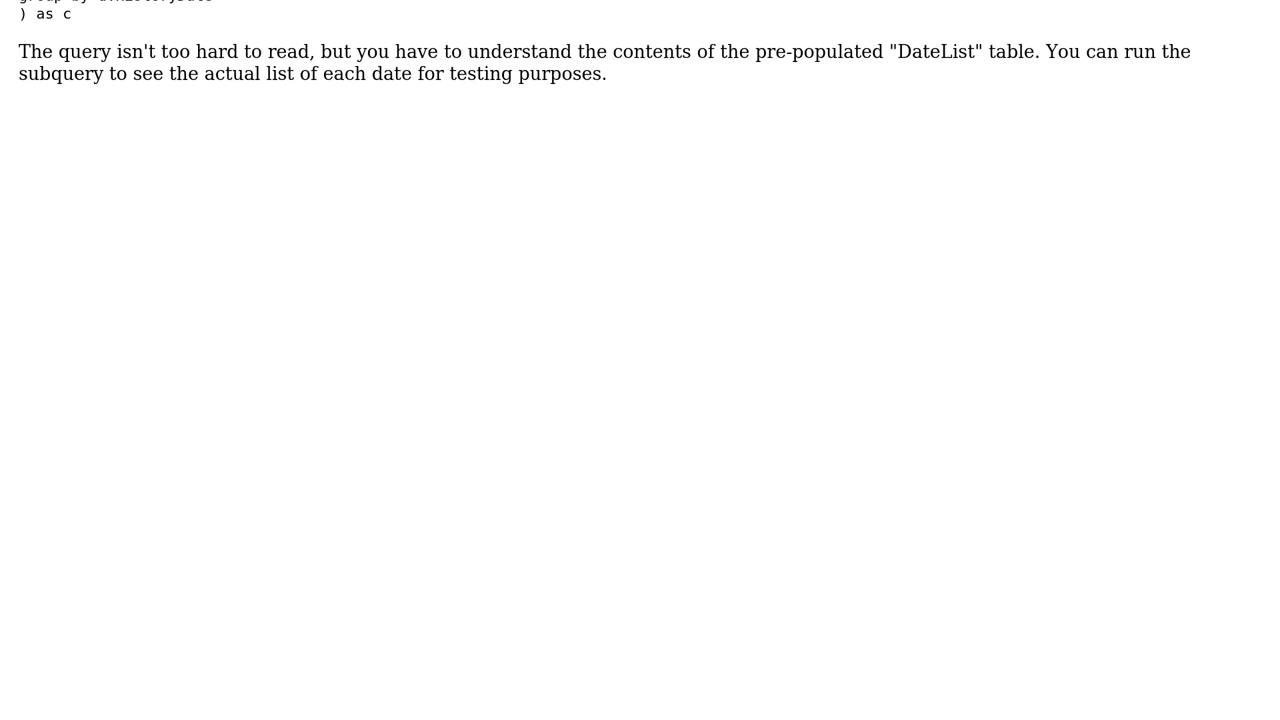 ) as c
The query isn't too hard to read, but you have to understand the contents of the pre-populated "DateList" table. You can run the
subquery to see the actual list of each date for testing purposes.